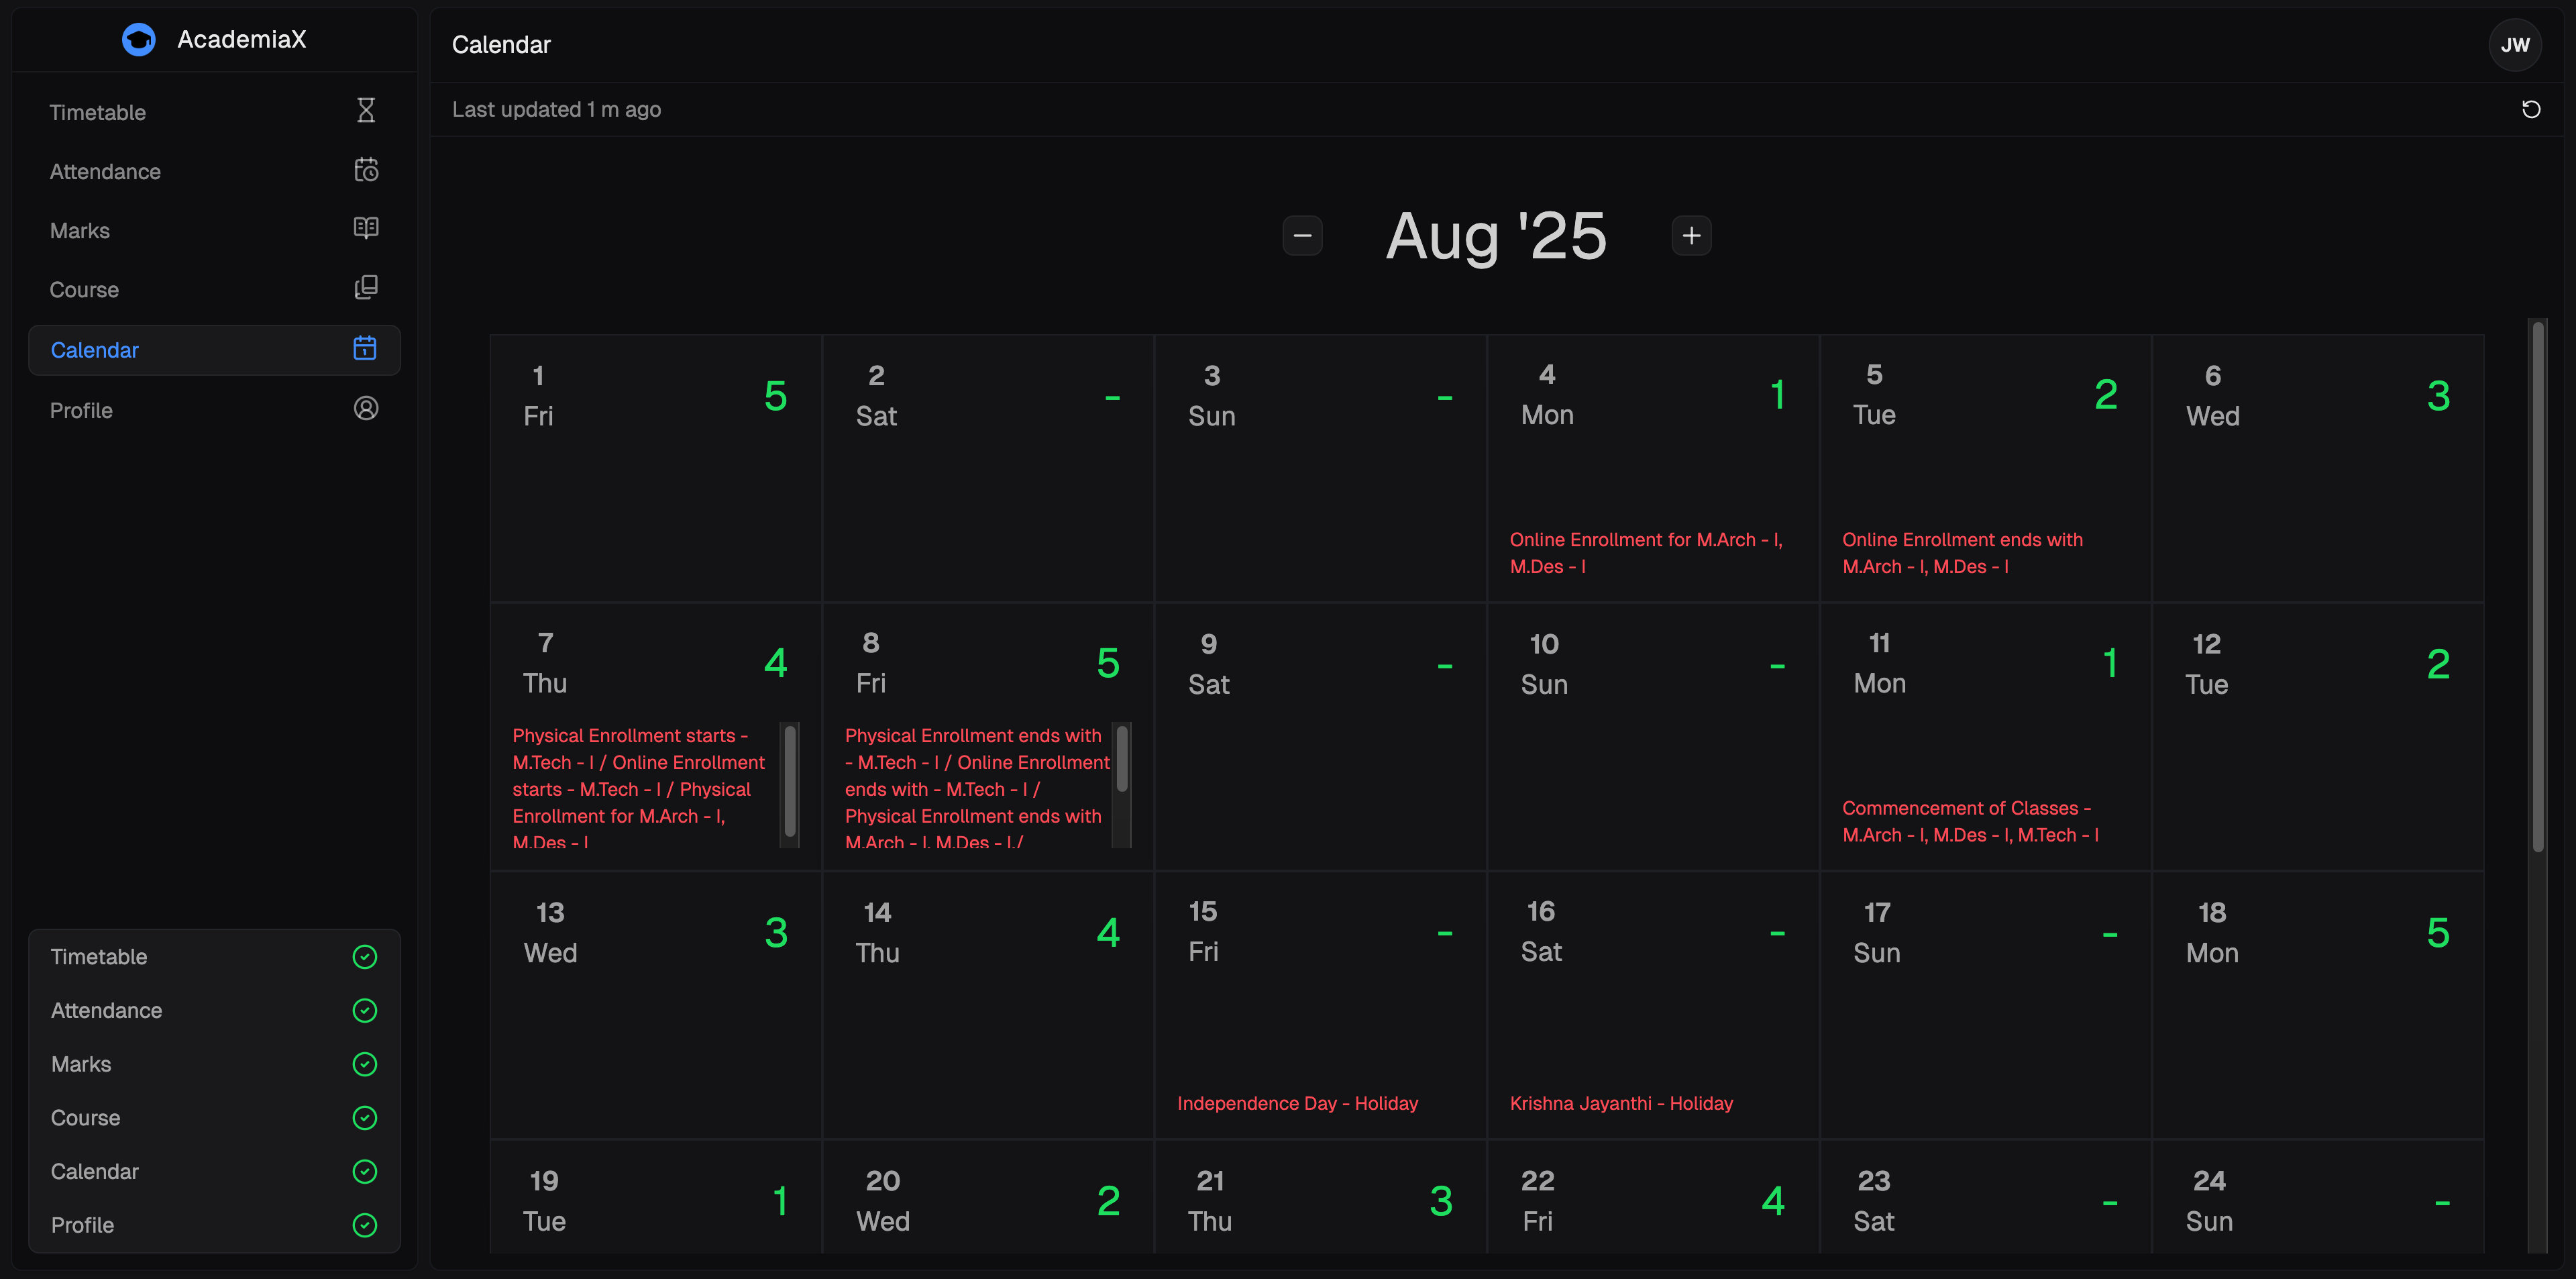 AcademiaX
Timetable
Attendance
Marks
Course
Calendar
Profile
Timetable
Attendance
Marks
Course
Calendar
Profile
Calendar
JW
Last updated 1 m ago
Aug '25
1
Fri
5
2
Sat
-
3
Sun
-
4
Mon
1
Online Enrollment for M.Arch - I,
M.Des - I
5
Tue
2
Online Enrollment ends with
M.Arch - I, M.Des - I
6
Wed
3
7
Thu
4
Physical Enrollment starts -
M.Tech - I / Online Enrollment
starts - M.Tech - I / Physical
Enrollment for M.Arch - I,
M.Des - I
8
Fri
5
Physical Enrollment ends with
- M.Tech - I / Online Enrollment
ends with - M.Tech - I /
Physical Enrollment ends with
M.Arch - I, M.Des - I./
9
Sat
-
10
Sun
-
11
Mon
1
Commencement of Classes -
M.Arch - I, M.Des - I, M.Tech - I
12
Tue
2
13
Wed
3
14
Thu
4
15
Fri
-
Independence Day - Holiday
16
Sat
-
Krishna Jayanthi - Holiday
17
Sun
-
18
Mon
5
19
Tue
1
20
Wed
2
21
Thu
3
22
Fri
4
23
Sat
-
24
Sun
-